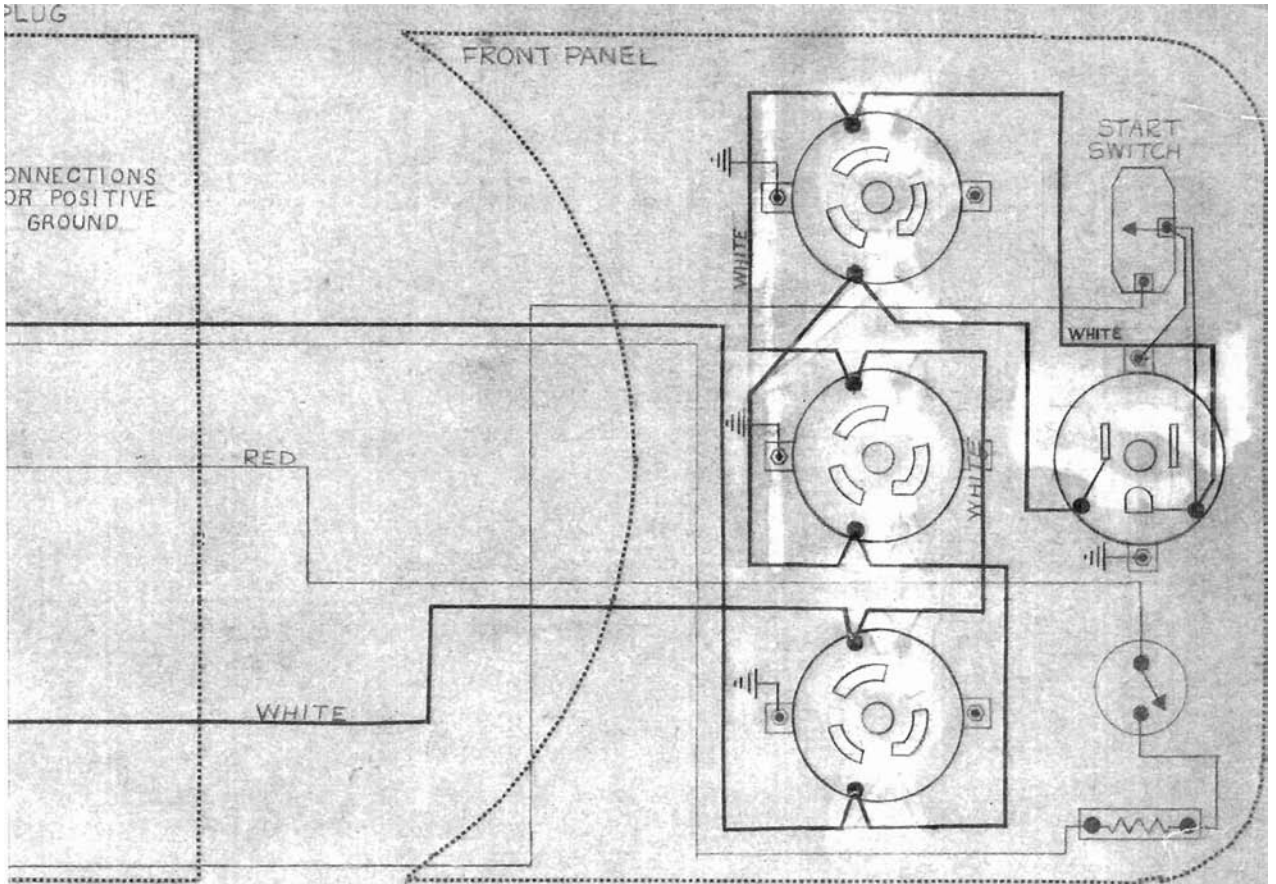 PLUG
FRONT PANEL
START
SWITCH
ONNECTIONS
OR POSITIVE
GROUND
WHITE
WHITE
WHITE
RED
WHITE